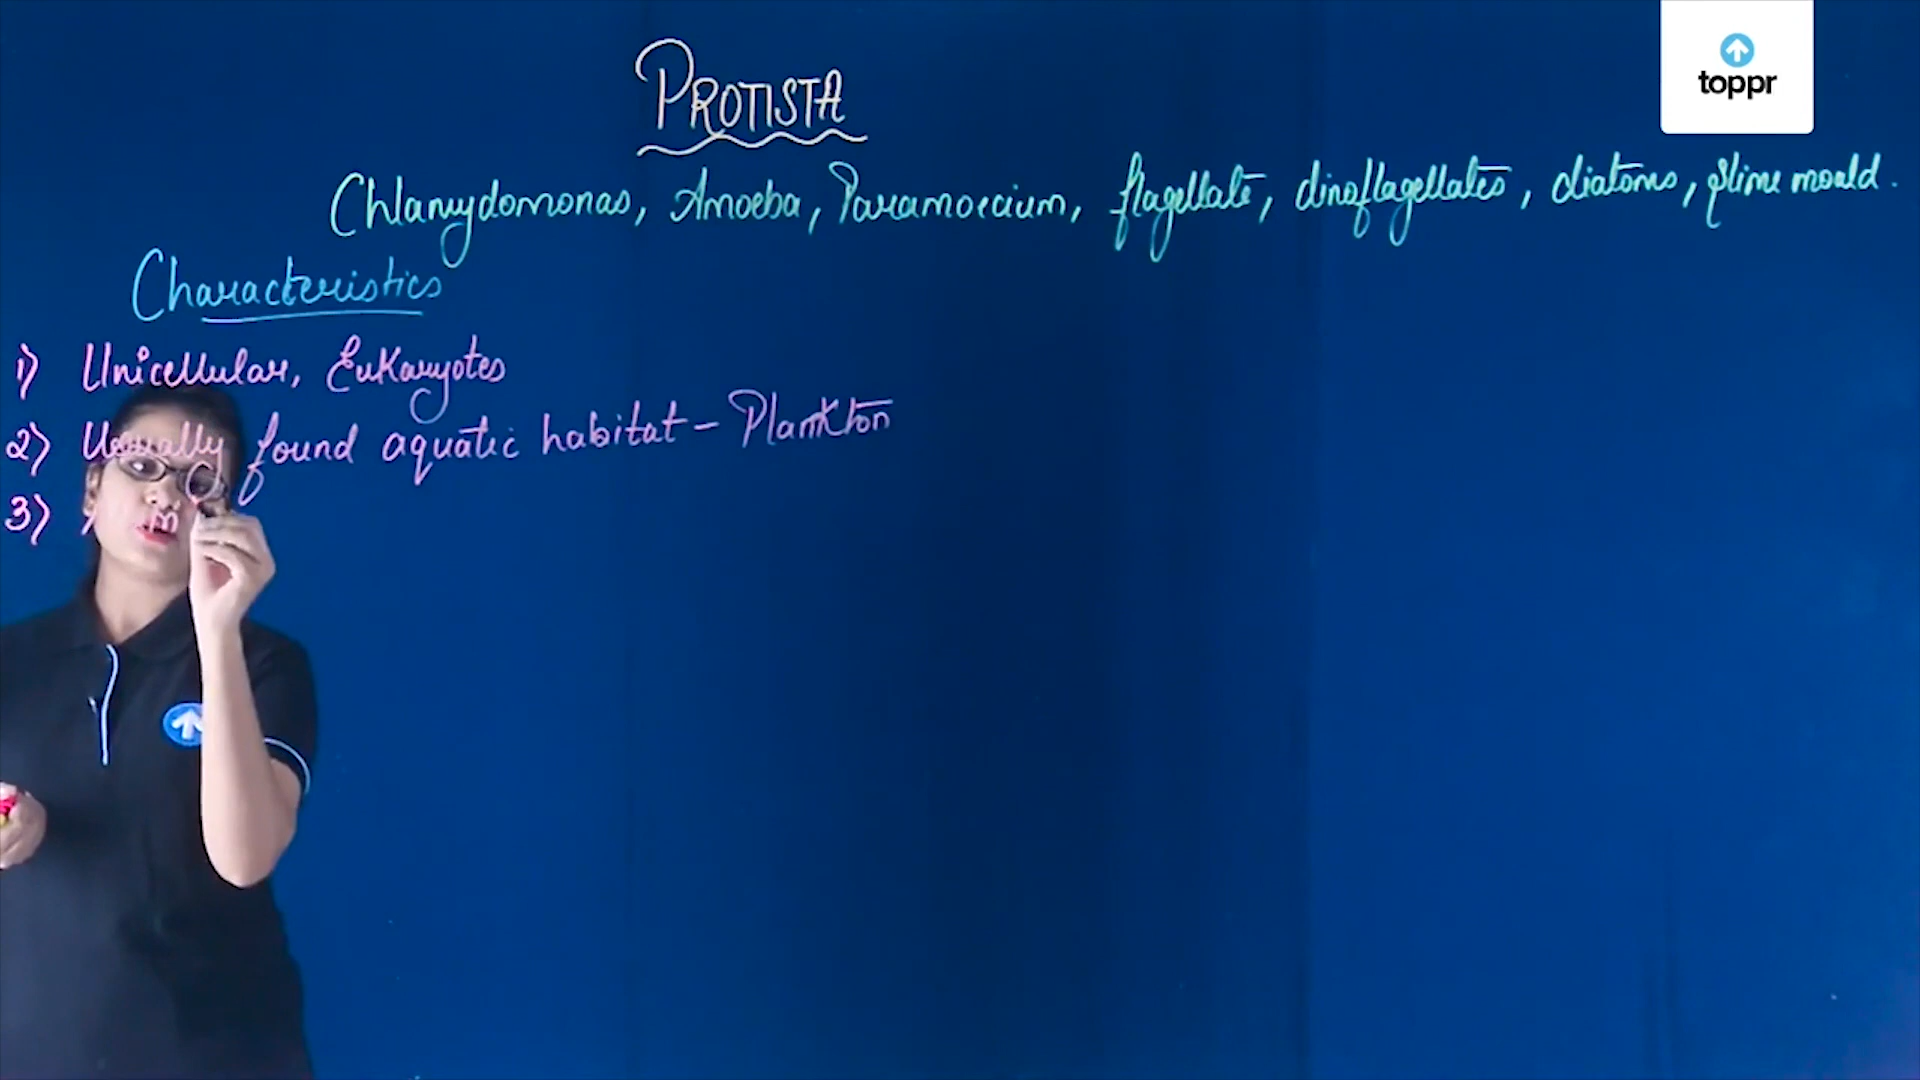 toppr
PROTISTA
Chlamydomonas, Amoeba, Paramoecium, flagellate, dinoflagellates, diatoms, slime mould.
Characteristics
1) Unicellular, Eukaryotes
2) Usually found aquatic habitat – Plankton
3)